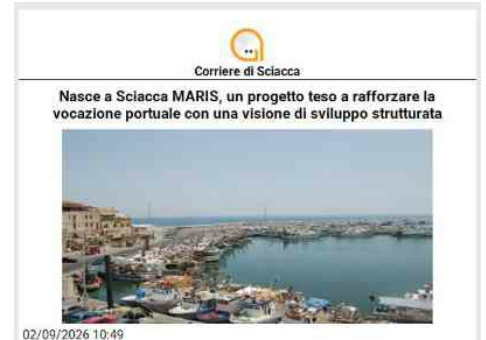 Corriere di Sciacca
Nasce a Sciacca MARIS, un progetto teso a rafforzare la
vocazione portuale con una visione di sviluppo strutturata
02/09/2026 10:49